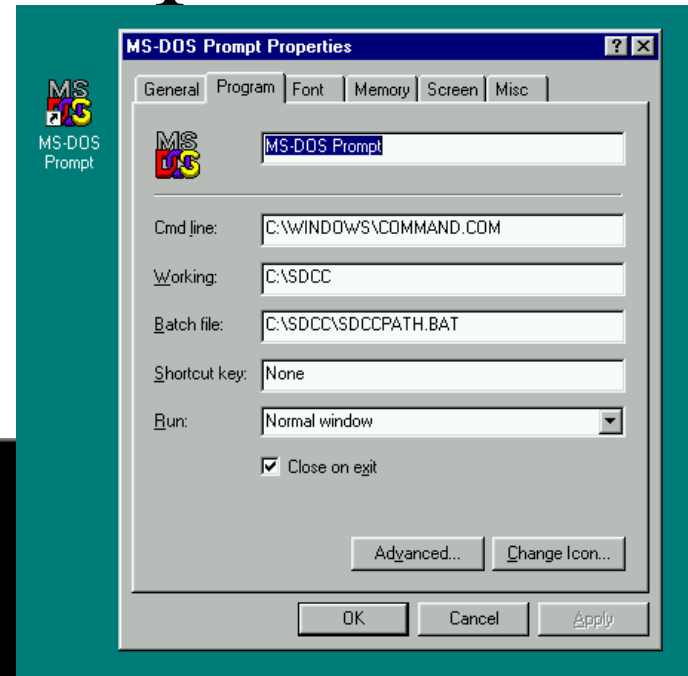 MS-DOS Prompt Properties
General Program Font Memory Screen Misc
MS
DOS
MS-DOS
Prompt
MS
DOS
MS-DOS Prompt
Cmd line: C:\WINDOWS\COMMAND.COM
Working: C:\SDCC
Batch file: C:\SDCC\SDCCPATH.BAT
Shortcut key: None
Run: Normal window
Close on exit
Advanced... Change Icon...
OK Cancel Apply